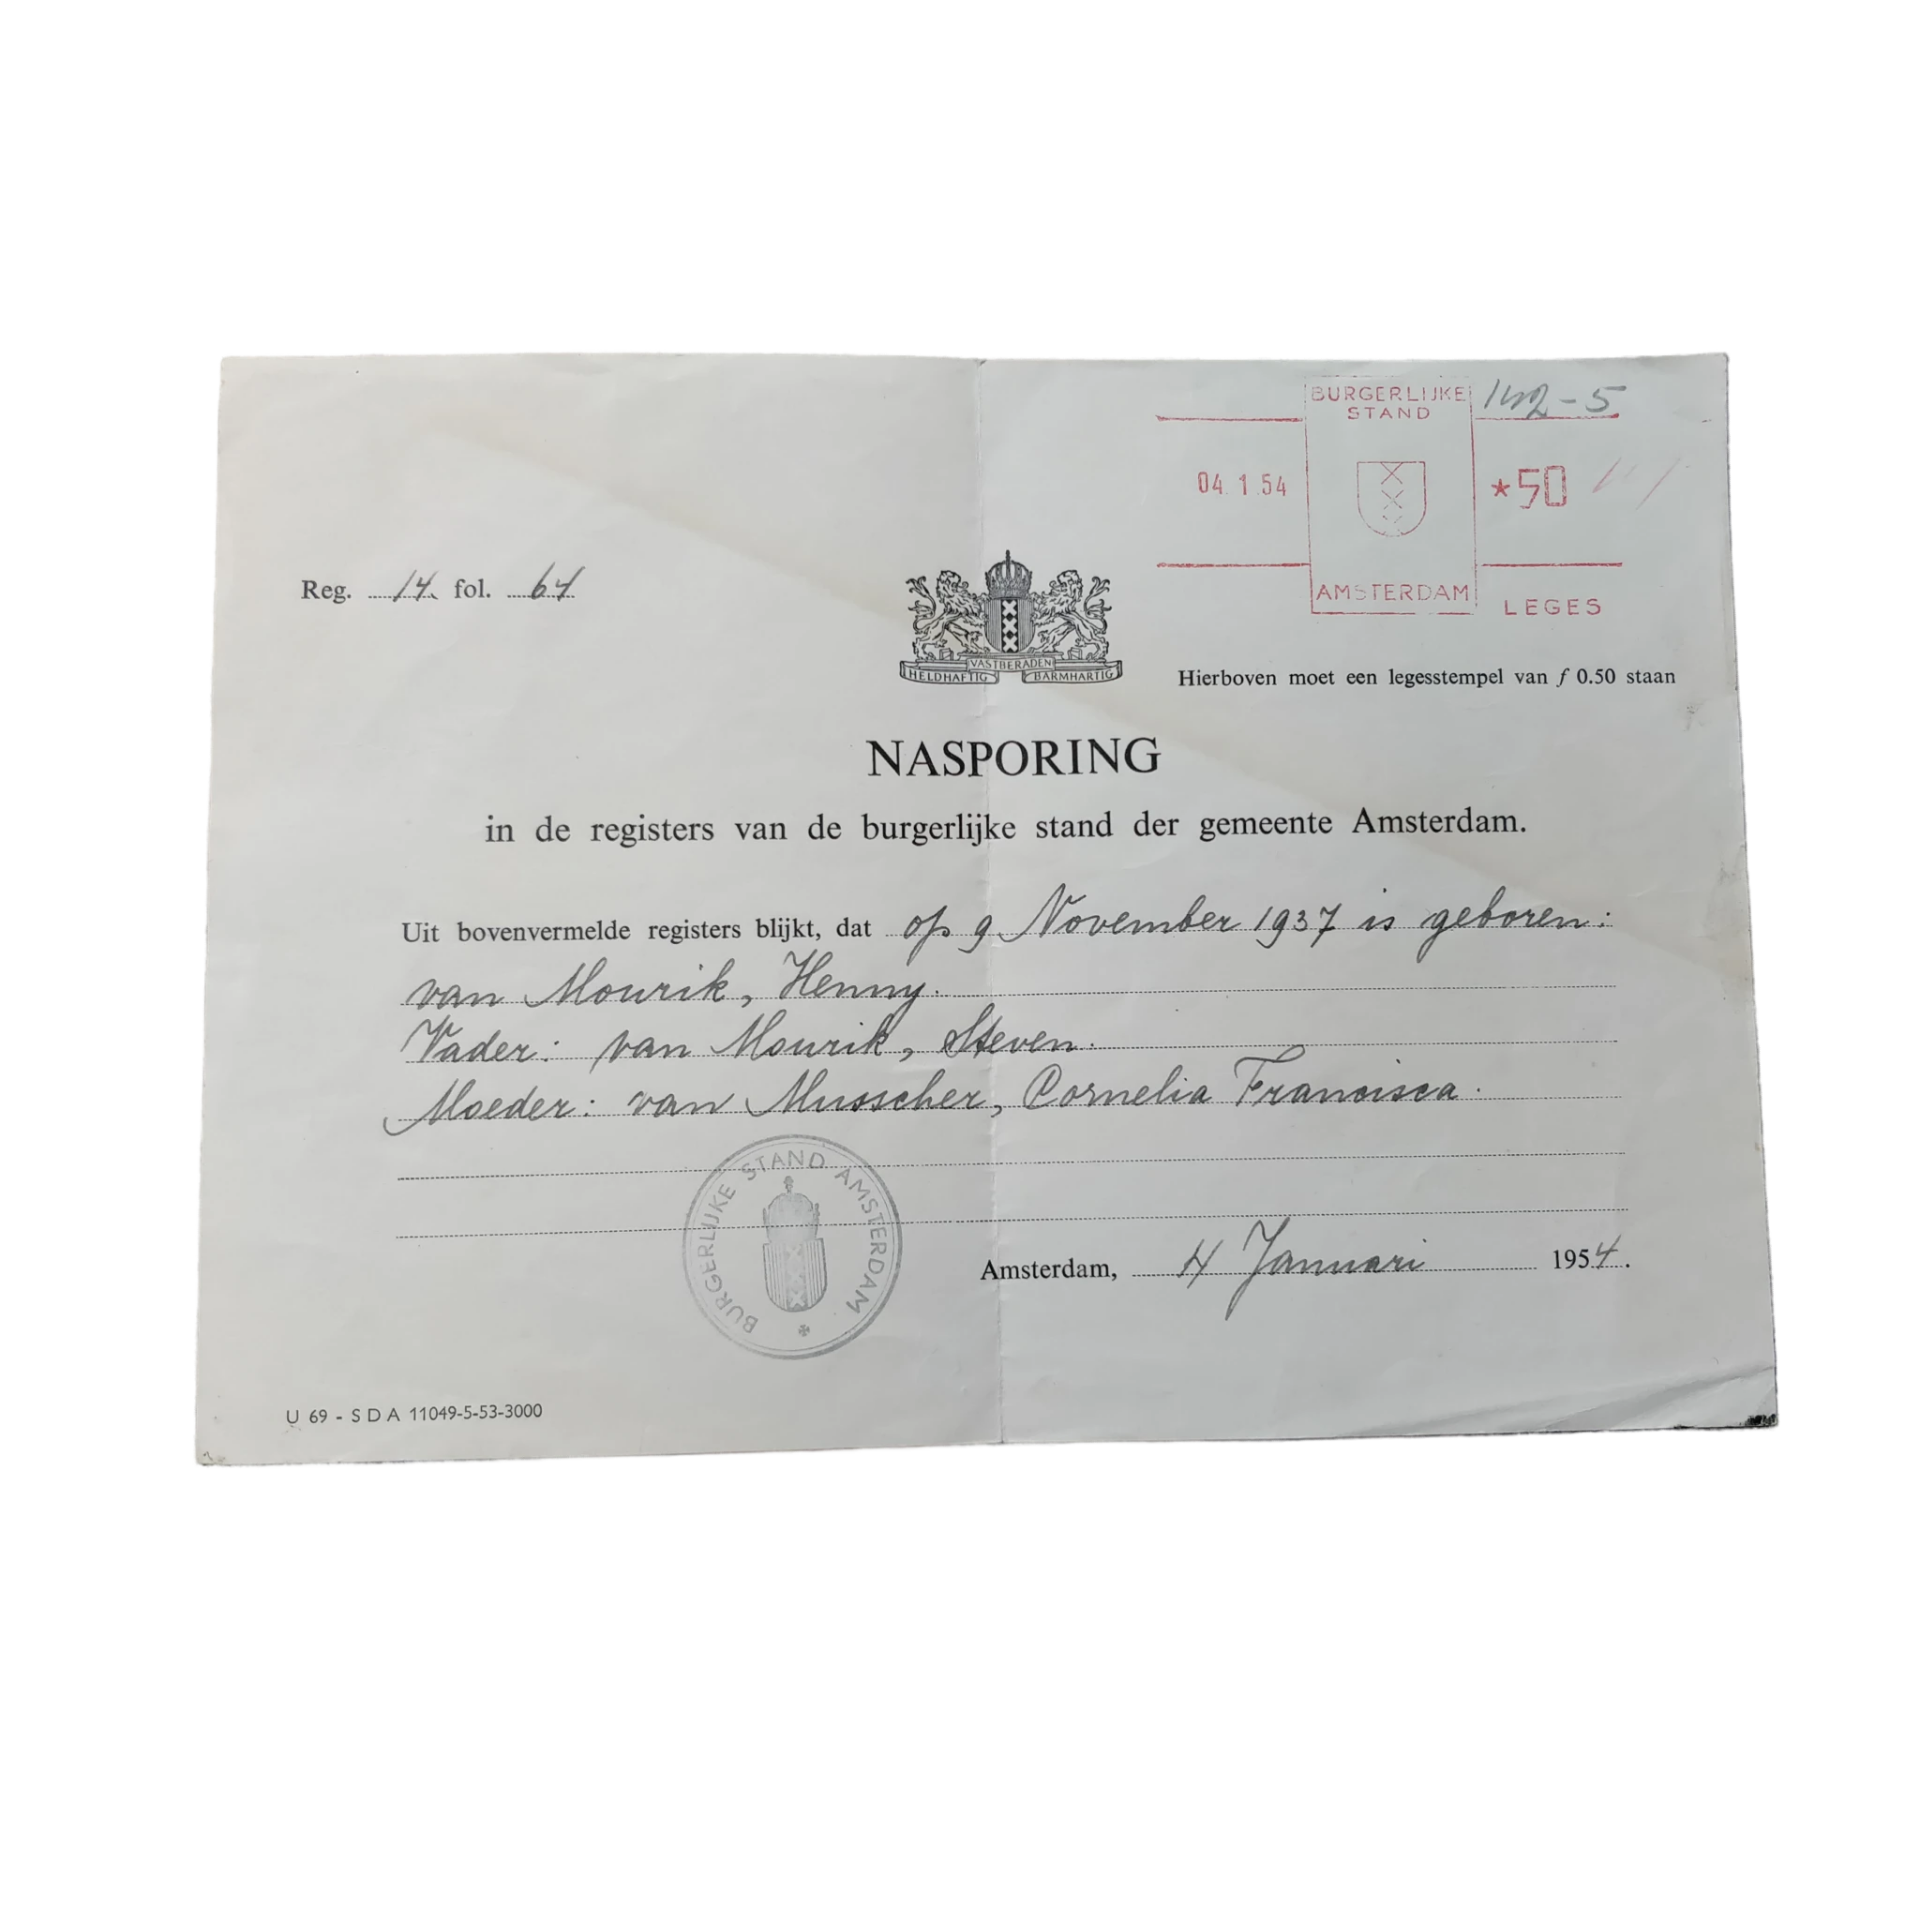 BURGERLIJKE
STAND
04.1.54
*50
AMSTERDAM
LEGES
Reg. 14. fol. 64
VASTBERADEN
HELDHAFTIG BARMHARTIG
Hierboven moet een legesstempel van ƒ 0.50 staan
NASPORING
in de registers van de burgerlijke stand der gemeente Amsterdam.
Uit bovenvermelde registers blijkt, dat op 9 November 1937 is geboren:
van Mourik, Henny.
Vader: van Mourik, Steven.
Moeder: van Musscher, Cornelia Francisca.
BURGERLIJKE STAND AMSTERDAM
Amsterdam, 4 Januari 1954.
U 69 - S D A 11049-5-53-3000